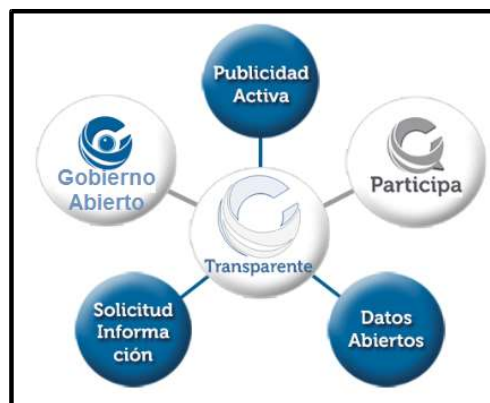 Publicidad
Activa
Gobierno
Abierto
Participa
Transparente
Solicitud
Informa
ción
Datos
Abiertos